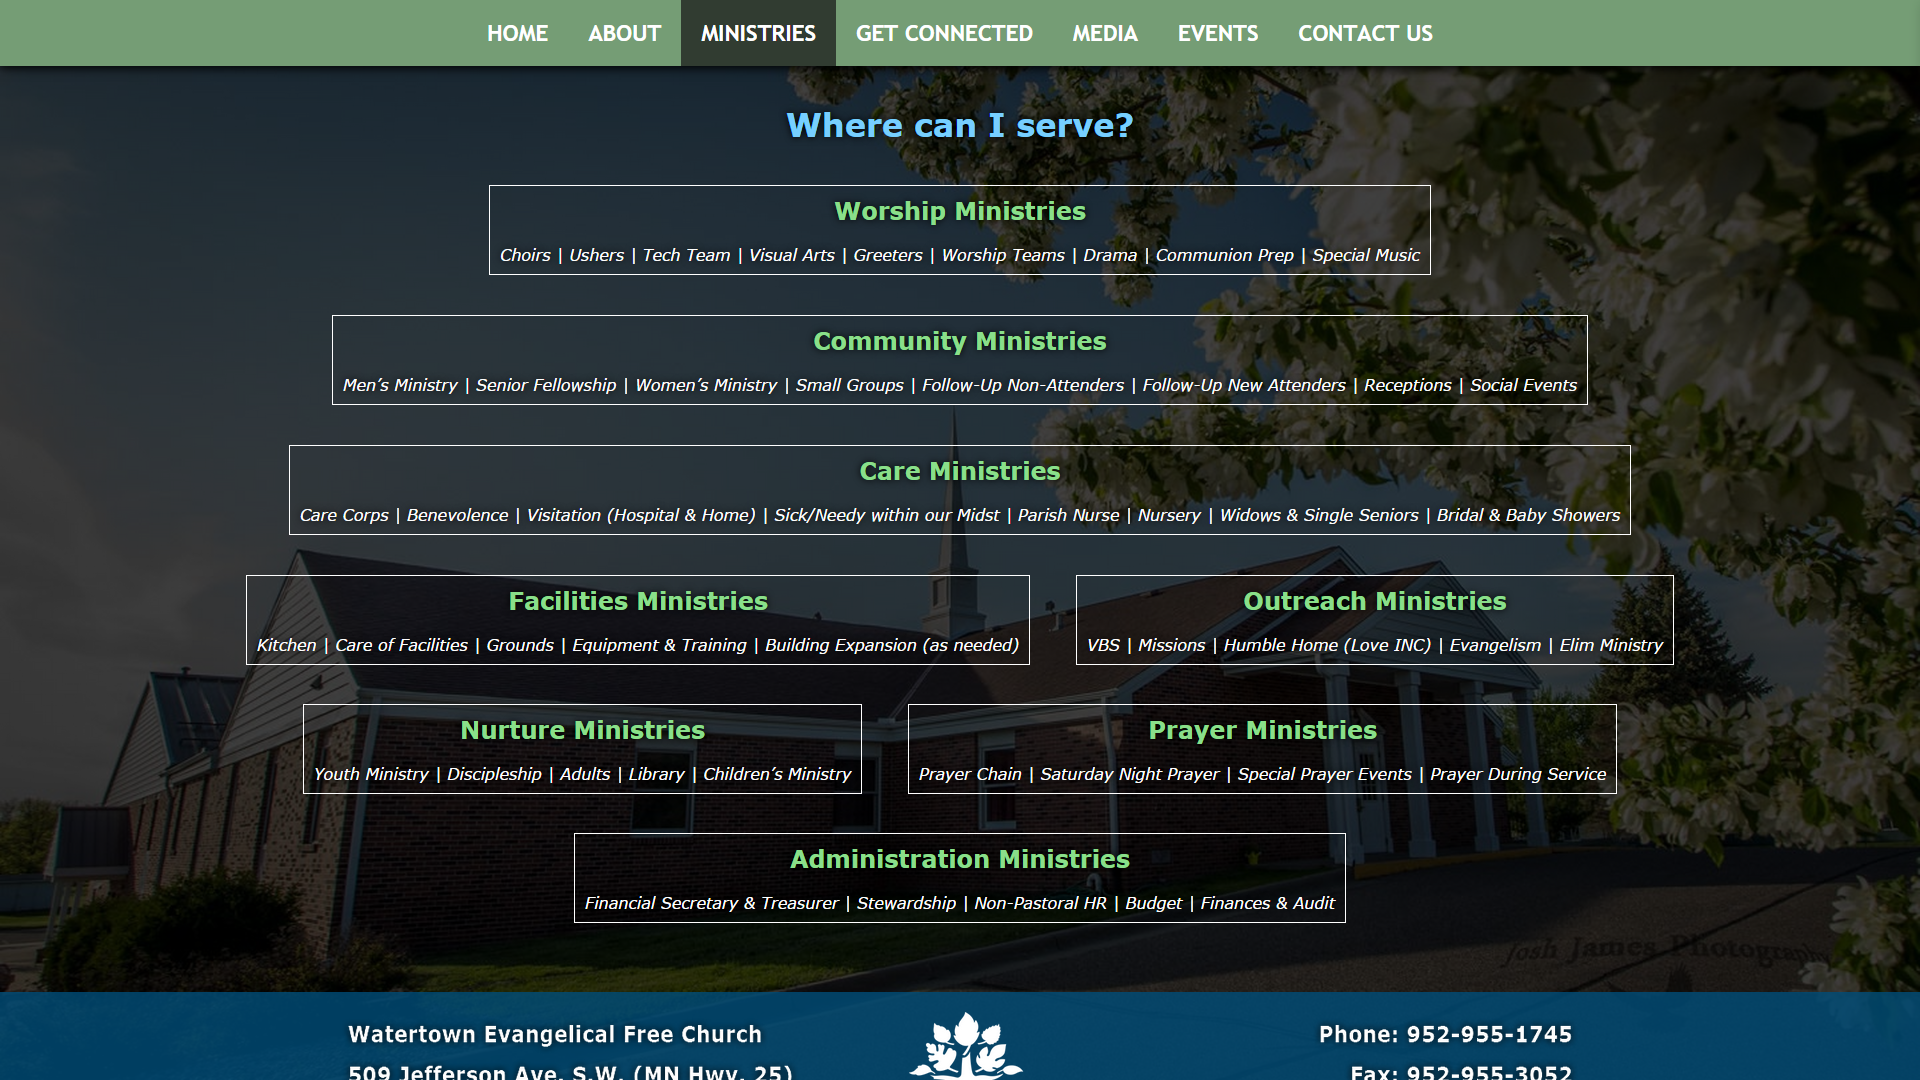 HOME ABOUT MINISTRIES GET CONNECTED MEDIA EVENTS CONTACT US
Where can I serve?
Worship Ministries
Choirs | Ushers | Tech Team | Visual Arts | Greeters | Worship Teams | Drama | Communion Prep | Special Music
Community Ministries
Men’s Ministry | Senior Fellowship | Women’s Ministry | Small Groups | Follow-Up Non-Attenders | Follow-Up New Attenders | Receptions | Social Events
Care Ministries
Care Corps | Benevolence | Visitation (Hospital & Home) | Sick/Needy within our Midst | Parish Nurse | Nursery | Widows & Single Seniors | Bridal & Baby Showers
Facilities Ministries
Kitchen | Care of Facilities | Grounds | Equipment & Training | Building Expansion (as needed)
Outreach Ministries
VBS | Missions | Humble Home (Love INC) | Evangelism | Elim Ministry
Nurture Ministries
Youth Ministry | Discipleship | Adults | Library | Children’s Ministry
Prayer Ministries
Prayer Chain | Saturday Night Prayer | Special Prayer Events | Prayer During Service
Administration Ministries
Financial Secretary & Treasurer | Stewardship | Non-Pastoral HR | Budget | Finances & Audit
Josh James Photography
Watertown Evangelical Free Church
509 Jefferson Ave. S.W. (MN Hwy. 25)
Phone: 952-955-1745
Fax: 952-955-3052